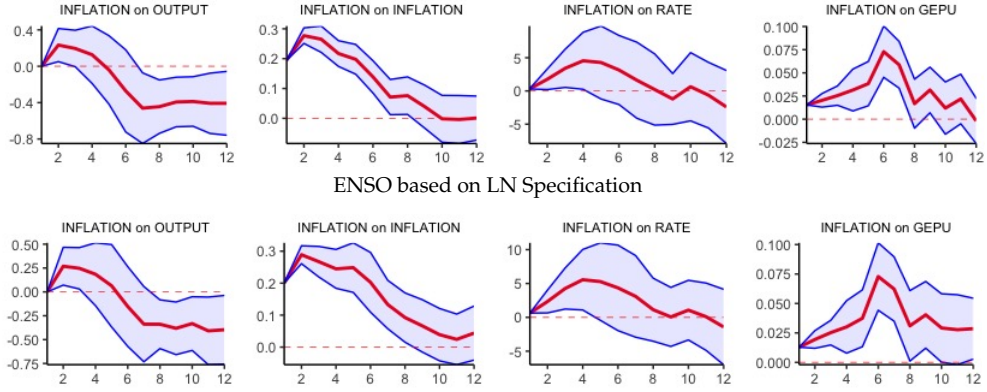 INFLATION on OUTPUT INFLATION on INFLATION INFLATION on RATE INFLATION on GEPU
0.4 0.3 5 0.100
0.0 0.2 0 0.075
-0.4 0.1 -5 0.050
-0.8 0.0 0.025
0.000
-0.025
2 4 6 8 10 12 2 4 6 8 10 12 2 4 6 8 10 12 2 4 6 8 10 12
ENSO based on LN Specification
INFLATION on OUTPUT INFLATION on INFLATION INFLATION on RATE INFLATION on GEPU
0.50 0.3 10 0.100
0.25 0.2 5 0.075
0.00 0.1 0 0.050
-0.25 0.0 -5 0.025
-0.50 0.000
-0.75
2 4 6 8 10 12 2 4 6 8 10 12 2 4 6 8 10 12 2 4 6 8 10 12